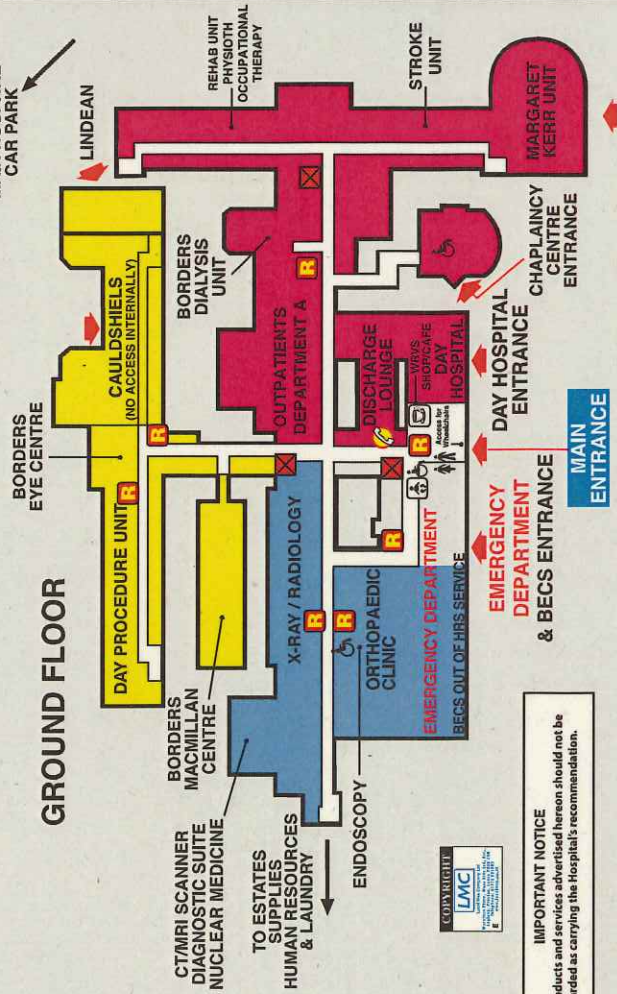 CAR PARK
GROUND FLOOR
LINDEAN
REHAB UNIT
PHYSIOTH
OCCUPATIONAL
THERAPY
STROKE
UNIT
MARGARET
KERR UNIT
BORDERS
EYE CENTRE
CAULDSHIELS
(NO ACCESS INTERNALLY)
DAY PROCEDURE UNIT
R
R
BORDERS
DIALYSIS
UNIT
OUTPATIENTS
DEPARTMENT A
R
BORDERS
MACMILLAN
CENTRE
CT/MRI SCANNER
DIAGNOSTIC SUITE
NUCLEAR MEDICINE
X-RAY / RADIOLOGY
R
R
TO ESTATES
SUPPLIES
HUMAN RESOURCES
& LAUNDRY
ENDOSCOPY
ORTHOPAEDIC
CLINIC
R
DISCHARGE
LOUNGE
WRVS
SHOP/CAFE
DAY
HOSPITAL
R
Access for
Wheelchairs
EMERGENCY DEPARTMENT
BECS OUT OF HRS SERVICE
CHAPLAINCY
CENTRE
ENTRANCE
DAY HOSPITAL
ENTRANCE
MAIN
ENTRANCE
EMERGENCY
DEPARTMENT
& BECS ENTRANCE
COPYRIGHT
LMC
IMPORTANT NOTICE
ducts and services advertised hereon should not be
arded as carrying the Hospital's recommendation.